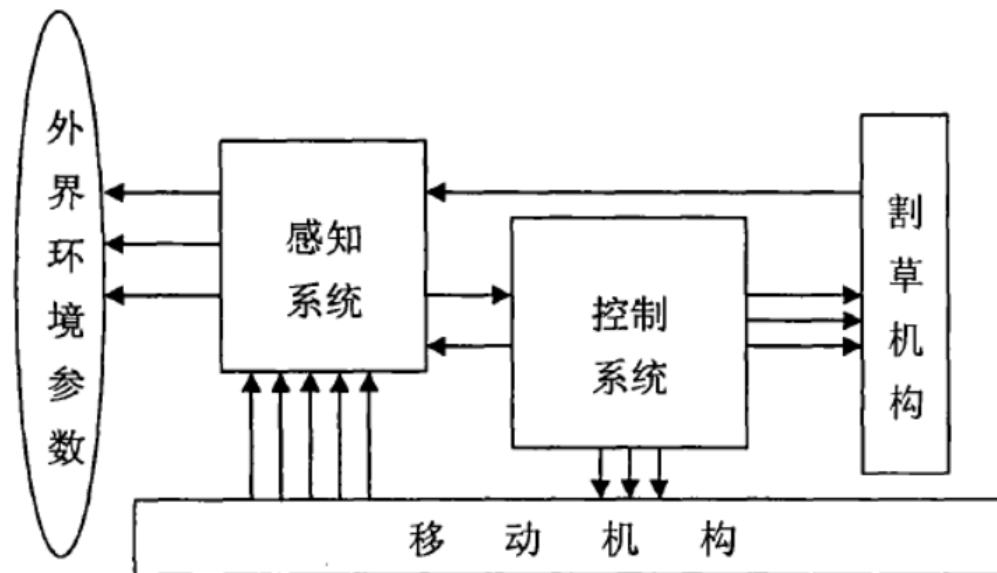 外界环境参数
感知
系统
控制
系统
割草机构
移动机构